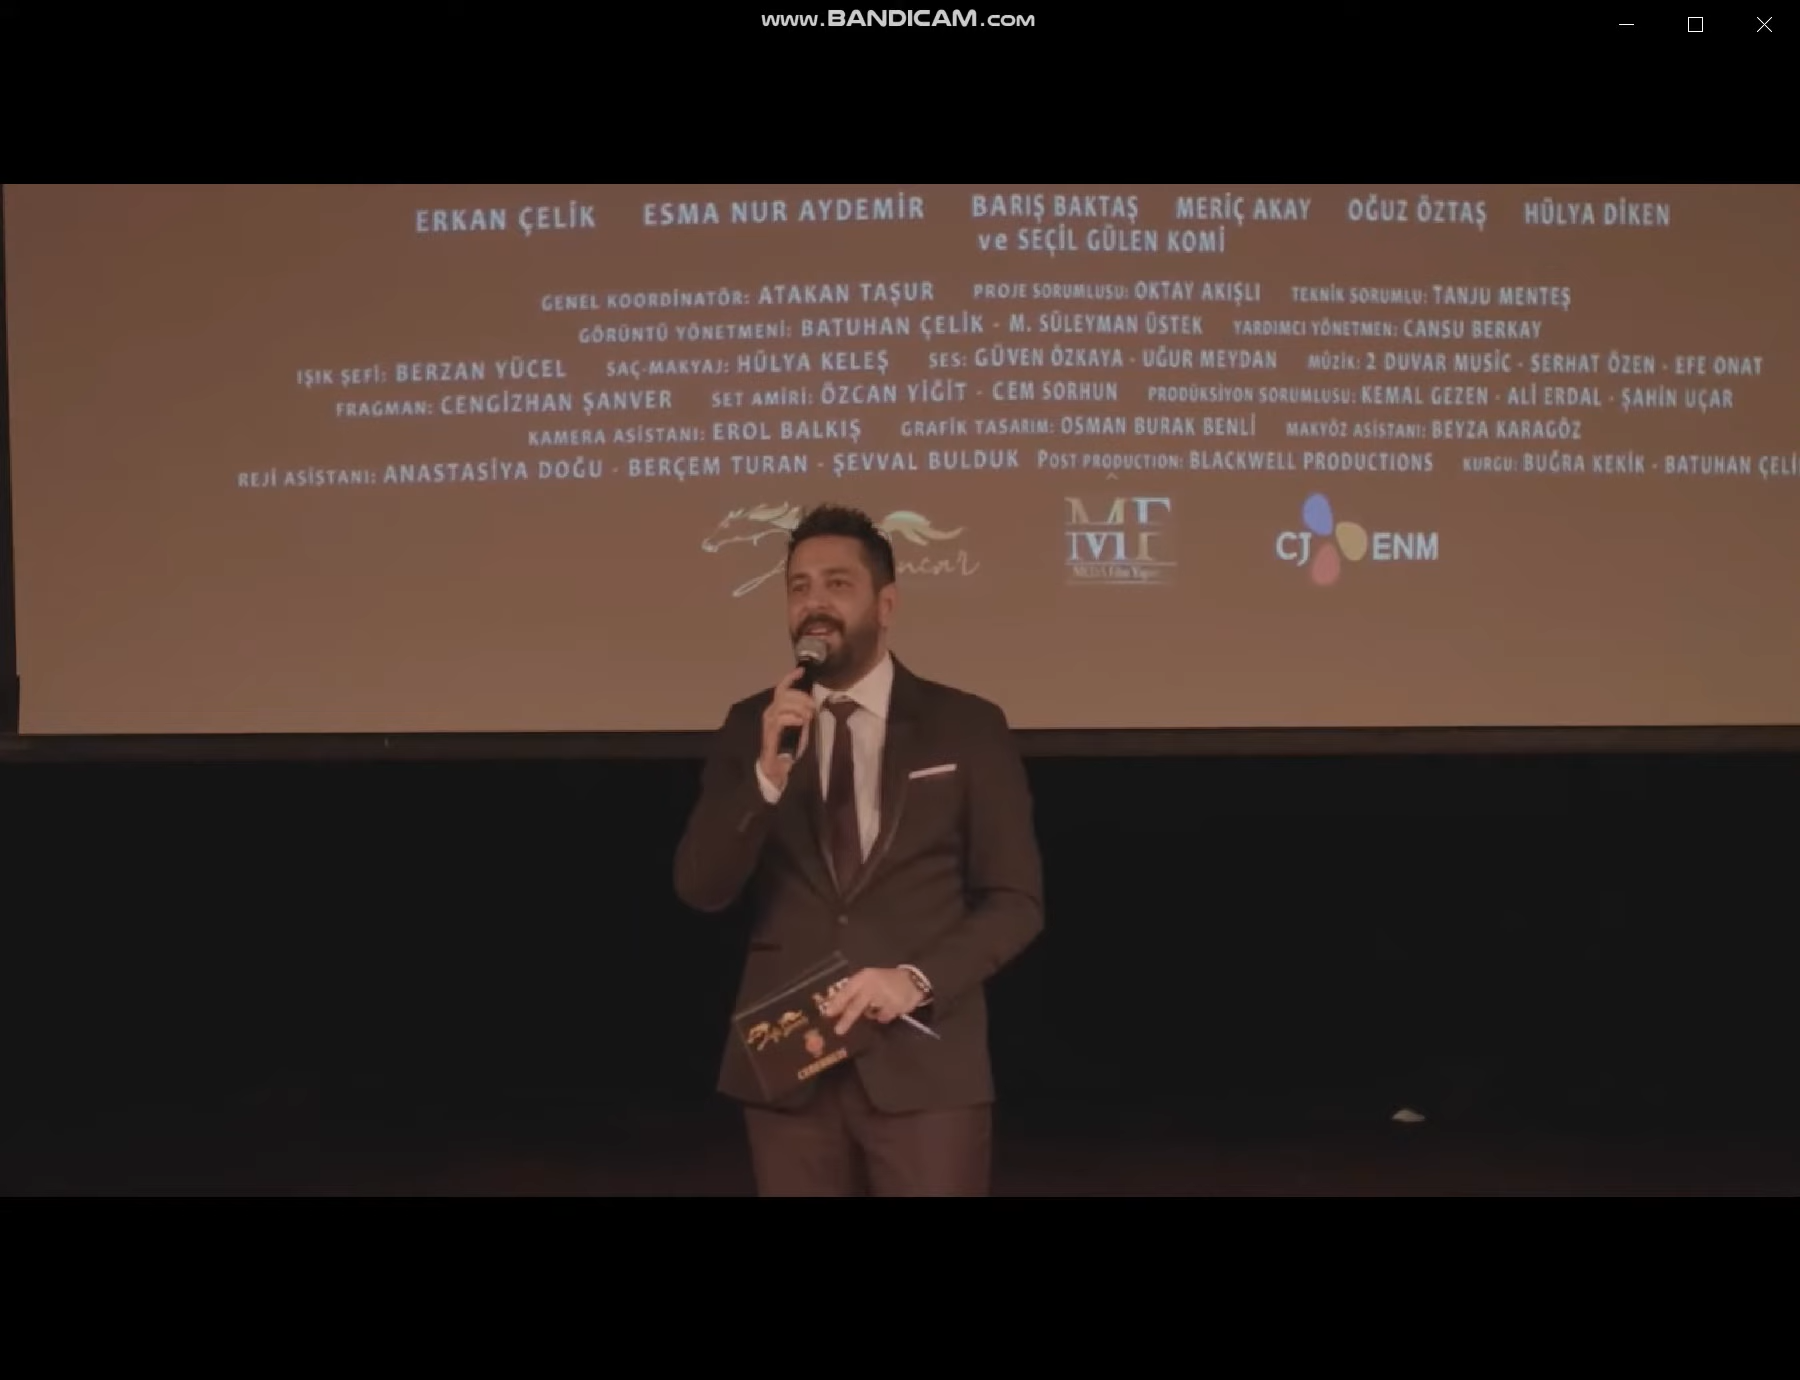 www.BANDICAM.com
ERKAN ÇELİK ESMA NUR AYDEMİR BARIŞ BAKTAŞ MERİÇ AKAY OĞUZ ÖZTAŞ HÜLYA DİKEN
ve SEÇİL GÜLEN KOMİ
GENEL KOORDİNATÖR: ATAKAN TAŞUR PROJE SORUMLUSU: OKTAY AKIŞLI TEKNİK SORUMLU: TANJU MENTEŞ
GÖRÜNTÜ YÖNETMENİ: BATUHAN ÇELİK - M. SÜLEYMAN ÜSTEK YARDIMCI YÖNETMEN: CANSU BERKAY
IŞIK ŞEFİ: BERZAN YÜCEL SAÇ-MAKYAJ: HÜLYA KELEŞ SES: GÜVEN ÖZKAYA - UĞUR MEYDAN MÜZİK: 2 DUVAR MUSİC - SERHAT ÖZEN - EFE ONAT
FRAGMAN: CENGİZHAN ŞANVER SET AMİRİ: ÖZCAN YİĞİT - CEM SORHUN PRODÜKSİYON SORUMLUSU: KEMAL GEZEN - ALİ ERDAL - ŞAHİN UÇAR
KAMERA ASİSTANI: EROL BALKIŞ GRAFİK TASARIM: OSMAN BURAK BENLİ MAKYÖZ ASİSTANI: BEYZA KARAGÖZ
REJİ ASİSTANI: ANASTASİYA DOĞU - BERÇEM TURAN - ŞEVVAL BULDUK POST PRODUCTION: BLACKWELL PRODUCTIONS KURGU: BUĞRA KEKİK - BATUHAN ÇELİ
MF
CJ ENM